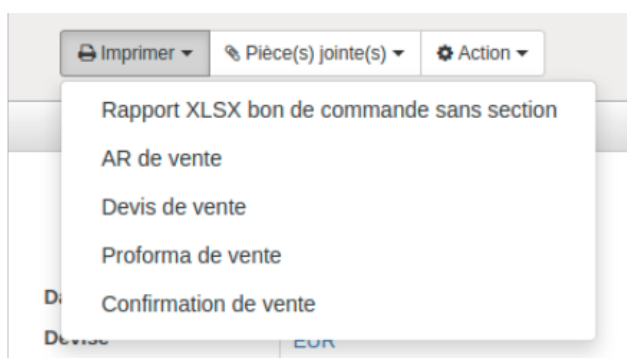 Imprimer Pièce(s) jointe(s) Action
Rapport XLSX bon de commande sans section
AR de vente
Devis de vente
Proforma de vente
Confirmation de vente
Devise
EUR